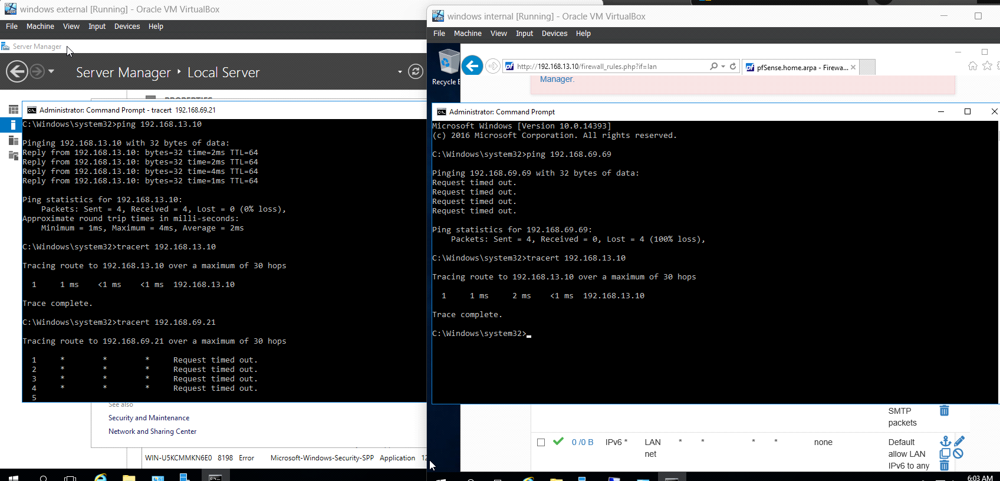 windows external [Running] - Oracle VM VirtualBox
File Machine View Input Devices Help
Server Manager
Server Manager • Local Server
Administrator: Command Prompt - tracert 192.168.69.21
C:\Windows\system32>ping 192.168.13.10
Pinging 192.168.13.10 with 32 bytes of data:
Reply from 192.168.13.10: bytes=32 time=2ms TTL=64
Reply from 192.168.13.10: bytes=32 time=2ms TTL=64
Reply from 192.168.13.10: bytes=32 time=4ms TTL=64
Reply from 192.168.13.10: bytes=32 time=1ms TTL=64
Ping statistics for 192.168.13.10:
Packets: Sent = 4, Received = 4, Lost = 0 (0% loss),
Approximate round trip times in milli-seconds:
Minimum = 1ms, Maximum = 4ms, Average = 2ms
C:\Windows\system32>tracert 192.168.13.10
Tracing route to 192.168.13.10 over a maximum of 30 hops
1 1 ms <1 ms <1 ms 192.168.13.10
Trace complete.
C:\Windows\system32>tracert 192.168.69.21
Tracing route to 192.168.69.21 over a maximum of 30 hops
1 * * * Request timed out.
2 * * * Request timed out.
3 * * * Request timed out.
4 * * * Request timed out.
5
See also
Security and Maintenance
Network and Sharing Center
WIN-U5KCMMKN6E0 8198 Error Microsoft-Windows-Security-SPP Application 12
windows internal [Running] - Oracle VM VirtualBox
File Machine View Input Devices Help
Recycle
http://192.168.13.10/firewall_rules.php?if=lan
pfSense.home.arpa - Firewa...
Manager.
Administrator: Command Prompt
Microsoft Windows [Version 10.0.14393]
(c) 2016 Microsoft Corporation. All rights reserved.
C:\Windows\system32>ping 192.168.69.69
Pinging 192.168.69.69 with 32 bytes of data:
Request timed out.
Request timed out.
Request timed out.
Request timed out.
Ping statistics for 192.168.69.69:
Packets: Sent = 4, Received = 0, Lost = 4 (100% loss),
C:\Windows\system32>tracert 192.168.13.10
Tracing route to 192.168.13.10 over a maximum of 30 hops
1 1 ms 2 ms <1 ms 192.168.13.10
Trace complete.
C:\Windows\system32>
SMTP
packets
0 /0 B IPv6 * LAN * * * * none Default
net allow LAN
IPv6 to any
6:03 AM